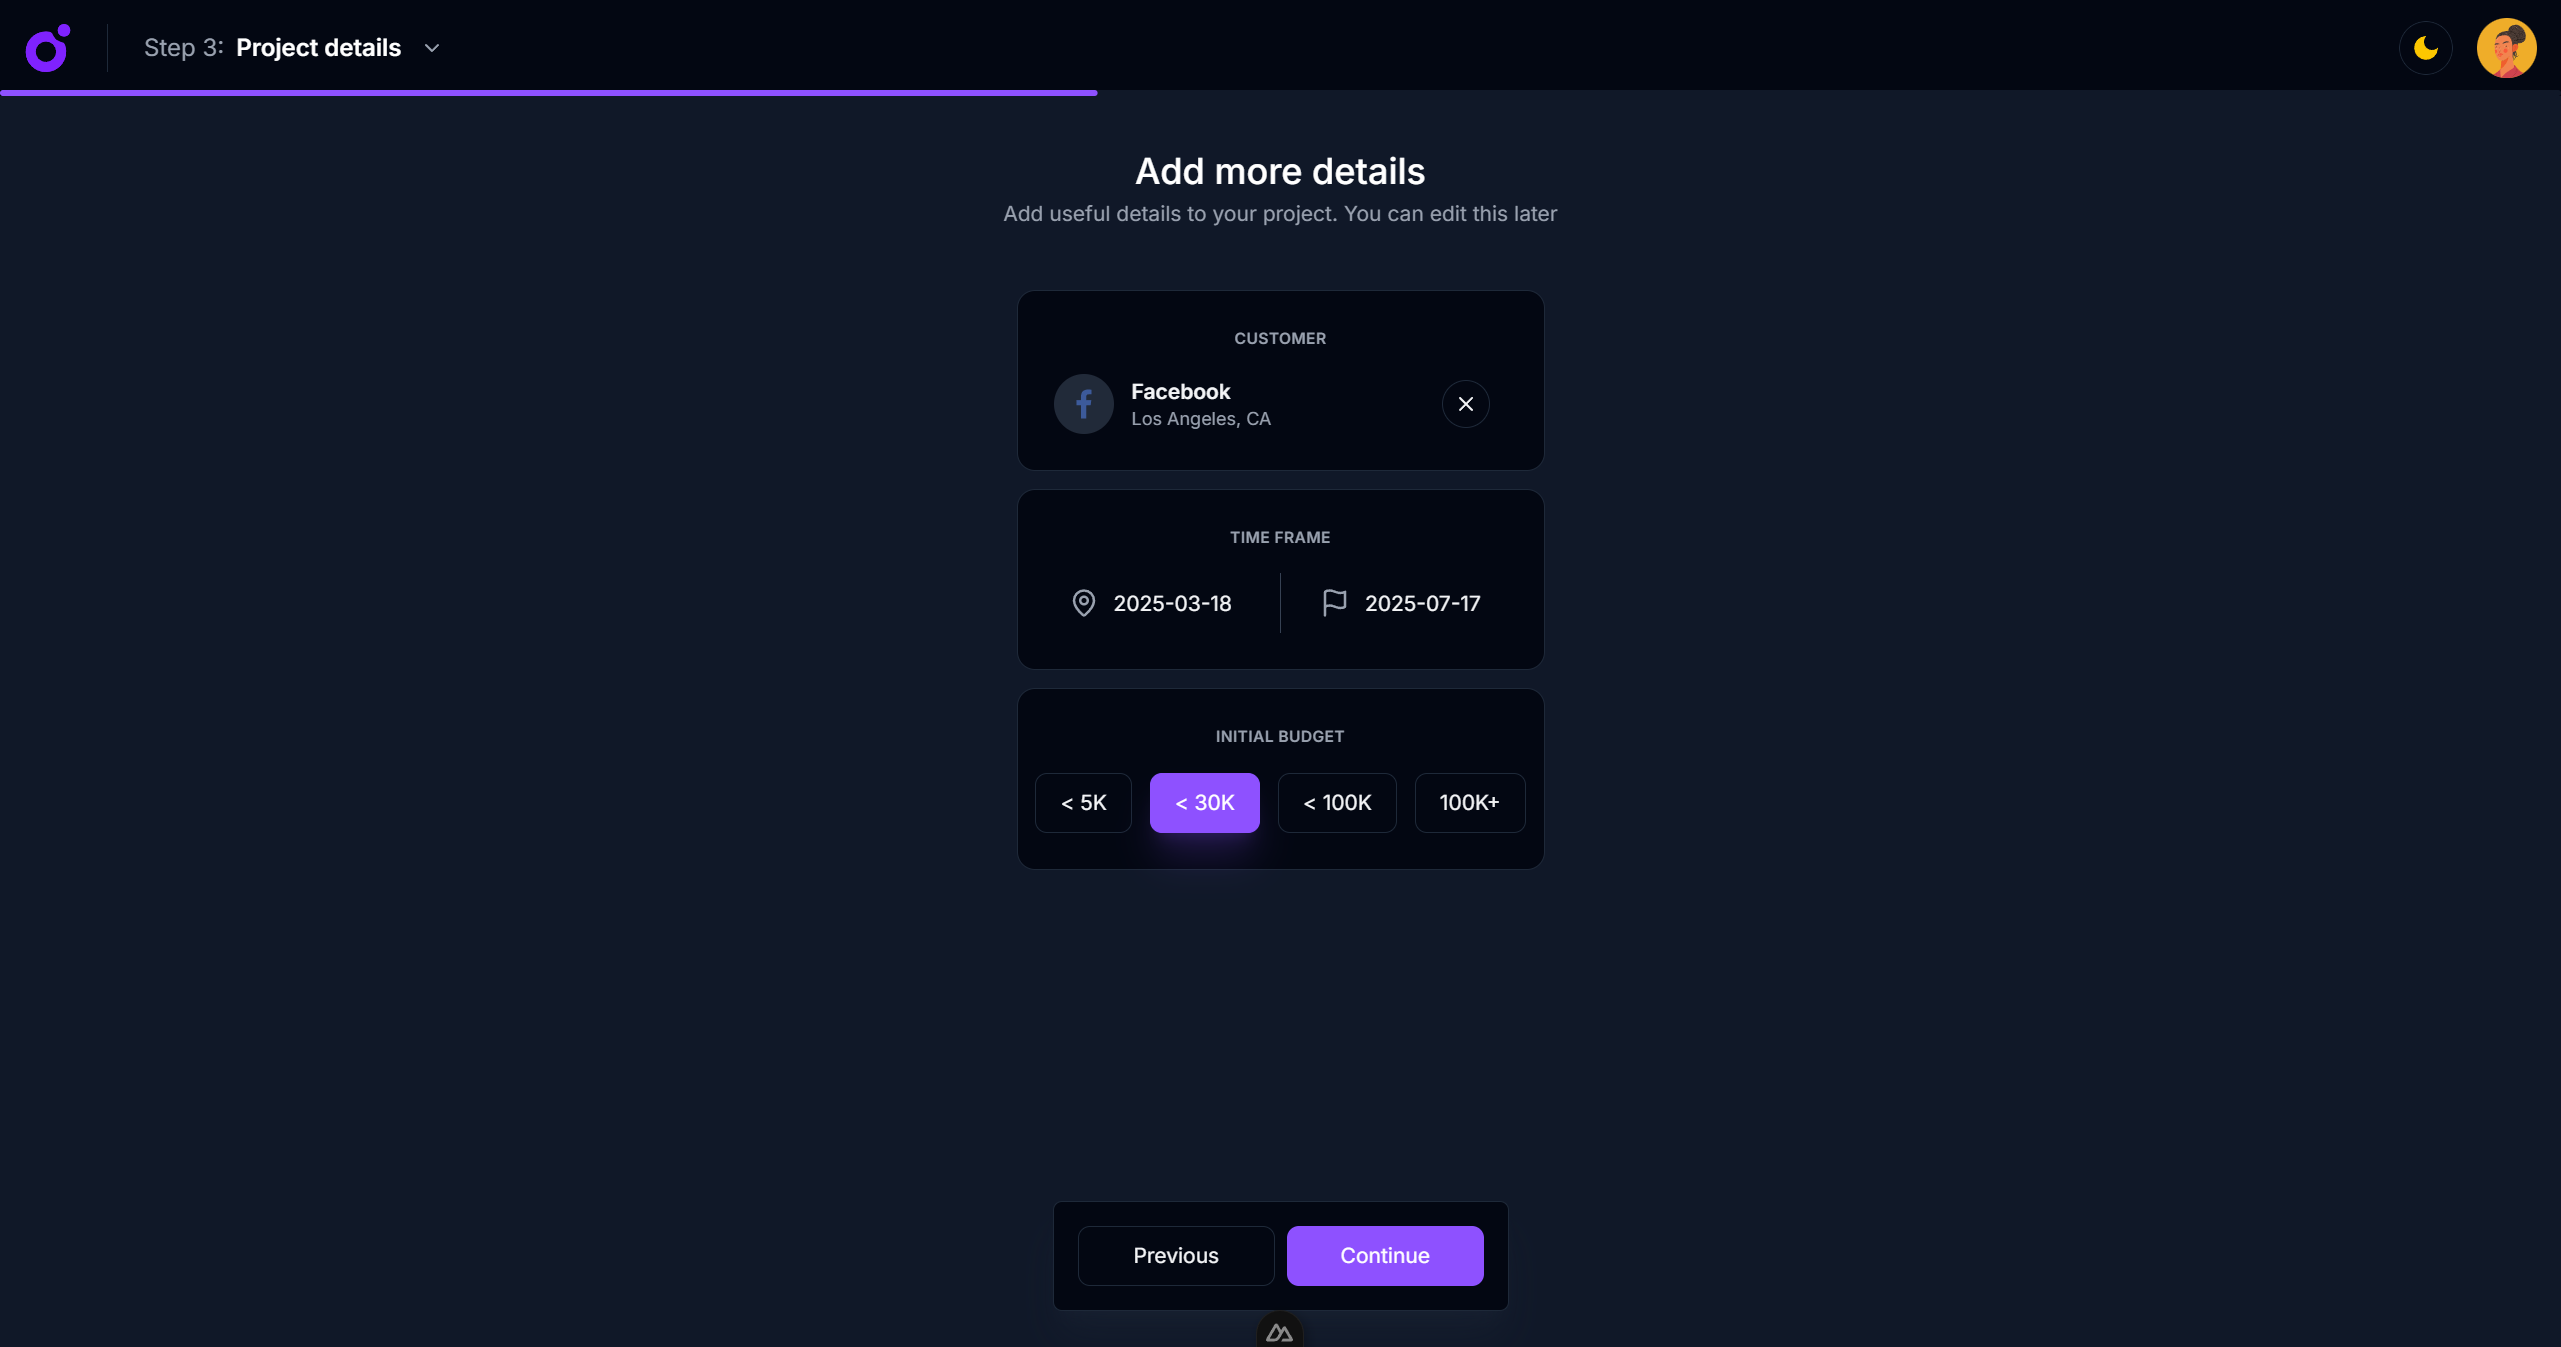 Step 3: Project details
Add more details
Add useful details to your project. You can edit this later
CUSTOMER
Facebook
Los Angeles, CA
TIME FRAME
2025-03-18
2025-07-17
INITIAL BUDGET
< 5K
< 30K
< 100K
100K+
Previous
Continue